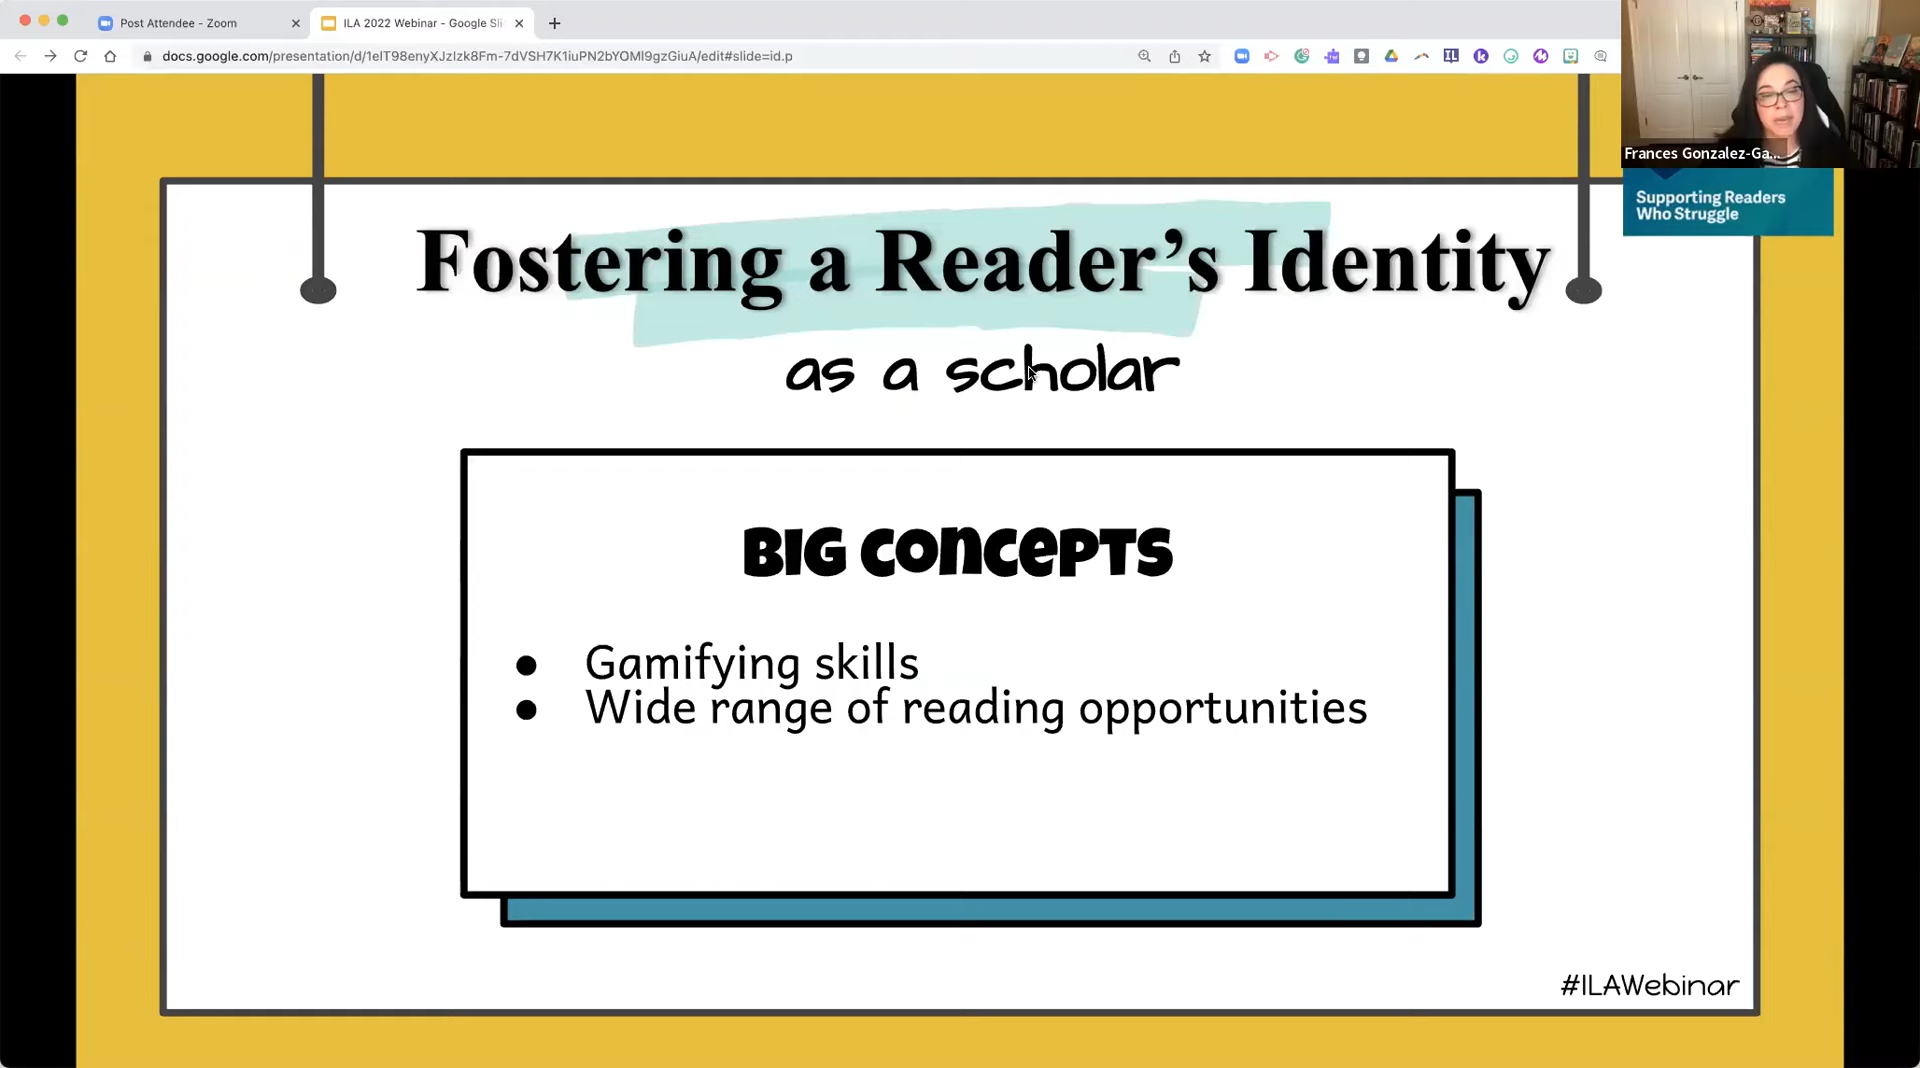 Post Attendee - Zoom
ILA 2022 Webinar - Google Sli
docs.google.com/presentation/d/1elT98enyXJzIzk8Fm-7dVSH7K1iuPN2bYOMl9gzGiuA/edit#slide=id.p
Frances Gonzalez-Ga...
Supporting Readers
Who Struggle
Fostering a Reader's Identity
as a scholar
BIG CONCEPTS
● Gamifying skills
● Wide range of reading opportunities
#ILAWebinar